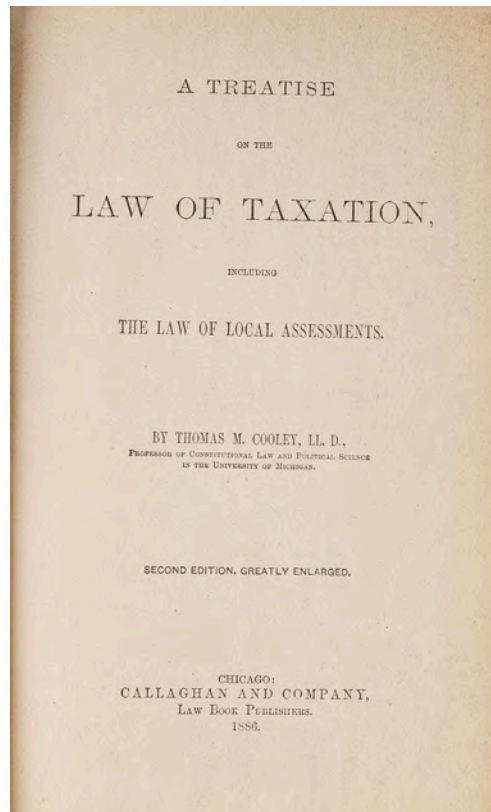 A TREATISE
ON THE
LAW OF TAXATION,
INCLUDING
THE LAW OF LOCAL ASSESSMENTS.
BY THOMAS M. COOLEY, LL. D.,
PROFESSOR OF CONSTITUTIONAL LAW AND POLITICAL SCIENCE
IN THE UNIVERSITY OF MICHIGAN.
SECOND EDITION. GREATLY ENLARGED.
CHICAGO:
CALLAGHAN AND COMPANY,
LAW BOOK PUBLISHERS.
1886.